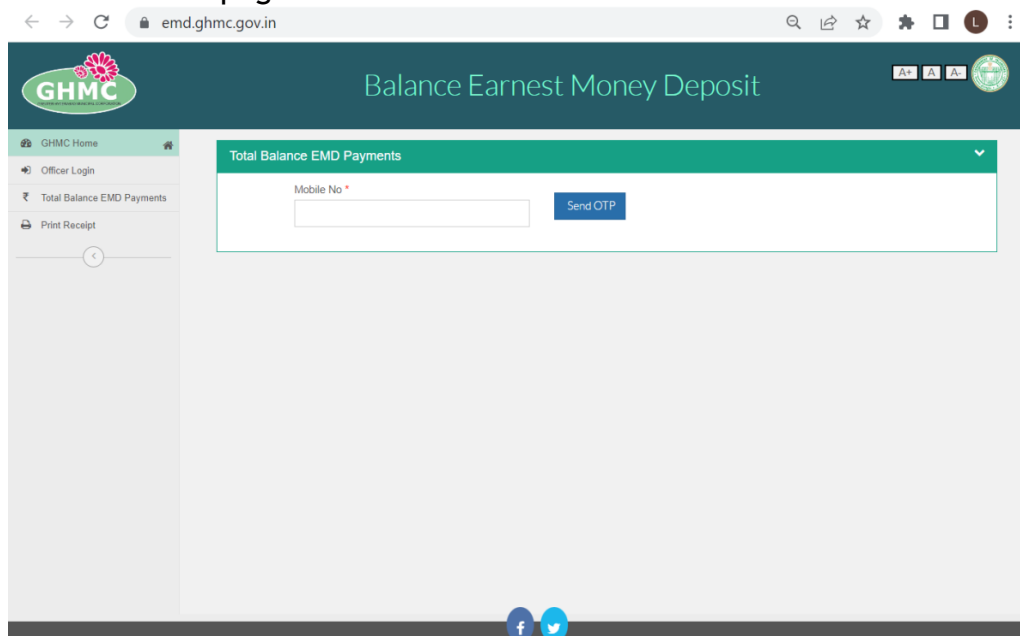 emd.ghmc.gov.in
L
GHMC
Balance Earnest Money Deposit
A+ A A-
GHMC Home
Officer Login
₹ Total Balance EMD Payments
Print Receipt
Total Balance EMD Payments
Mobile No *
Send OTP